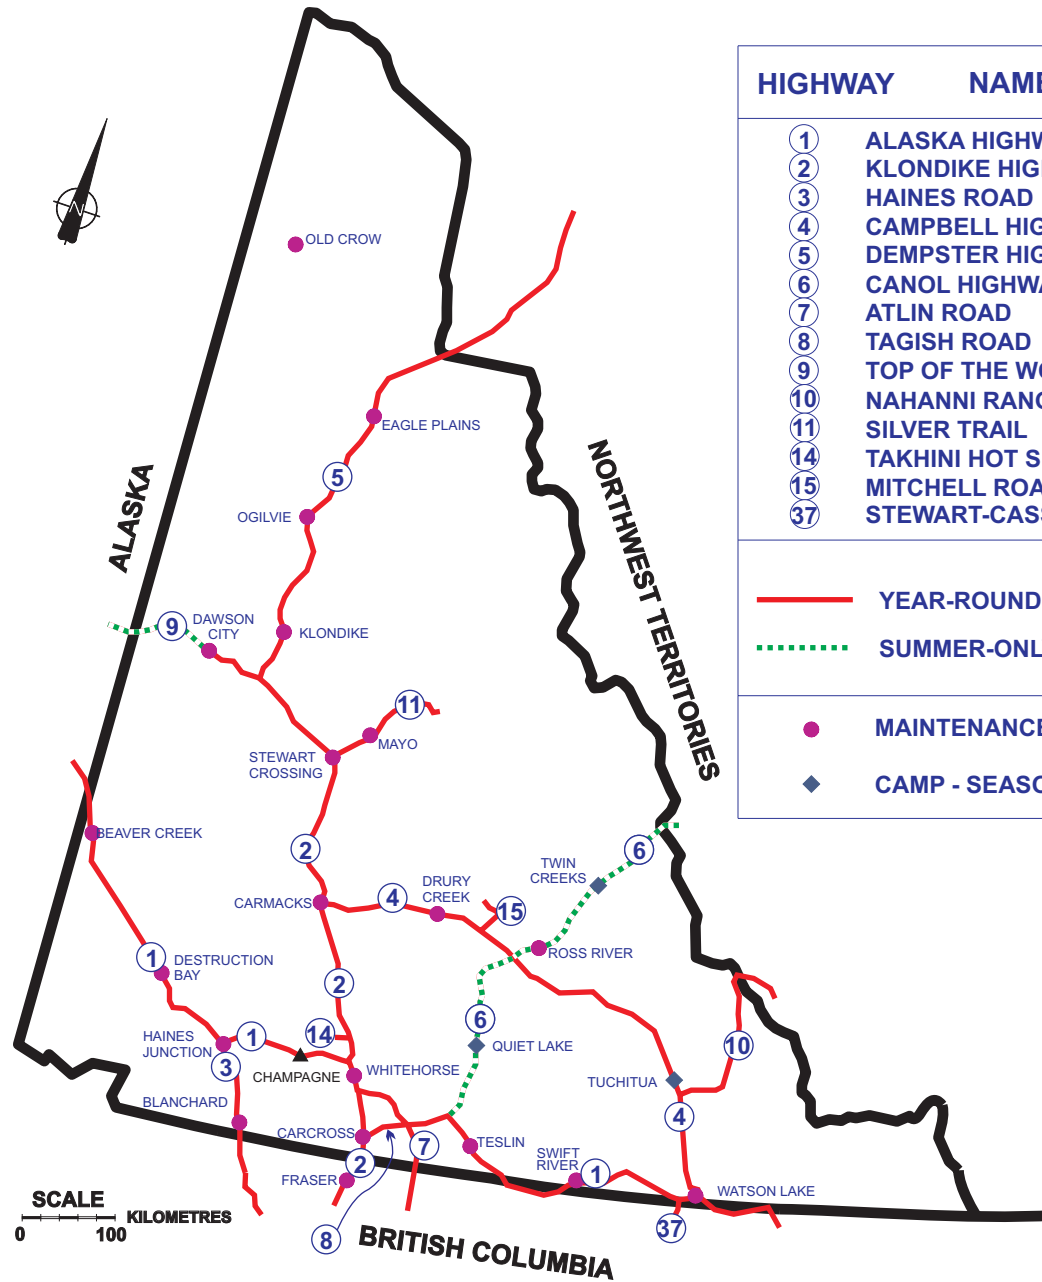 HIGHWAY NAME
1 ALASKA HIGHW
2 KLONDIKE HIG
3 HAINES ROAD
4 CAMPBELL HIG
5 DEMPSTER HIG
6 CANOL HIGHWA
7 ATLIN ROAD
8 TAGISH ROAD
9 TOP OF THE WO
10 NAHANNI RANG
11 SILVER TRAIL
14 TAKHINI HOT S
15 MITCHELL ROA
37 STEWART-CAS
YEAR-ROUND
SUMMER-ONL
MAINTENANCE
CAMP - SEASO
N
OLD CROW
EAGLE PLAINS
5
OGILVIE
ALASKA
NORTHWEST TERRITORIES
9
DAWSON
CITY
KLONDIKE
11
MAYO
STEWART
CROSSING
BEAVER CREEK
2
6
TWIN
CREEKS
DRURY
CREEK
4
CARMACKS
15
ROSS RIVER
1
DESTRUCTION
BAY
2
6
QUIET LAKE
10
HAINES
JUNCTION
1
14
3
CHAMPAGNE
WHITEHORSE
TUCHITUA
4
BLANCHARD
CARCROSS
7
TESLIN
2
SWIFT
RIVER
1
FRASER
WATSON LAKE
37
8
SCALE
0 100
KILOMETRES
BRITISH COLUMBIA